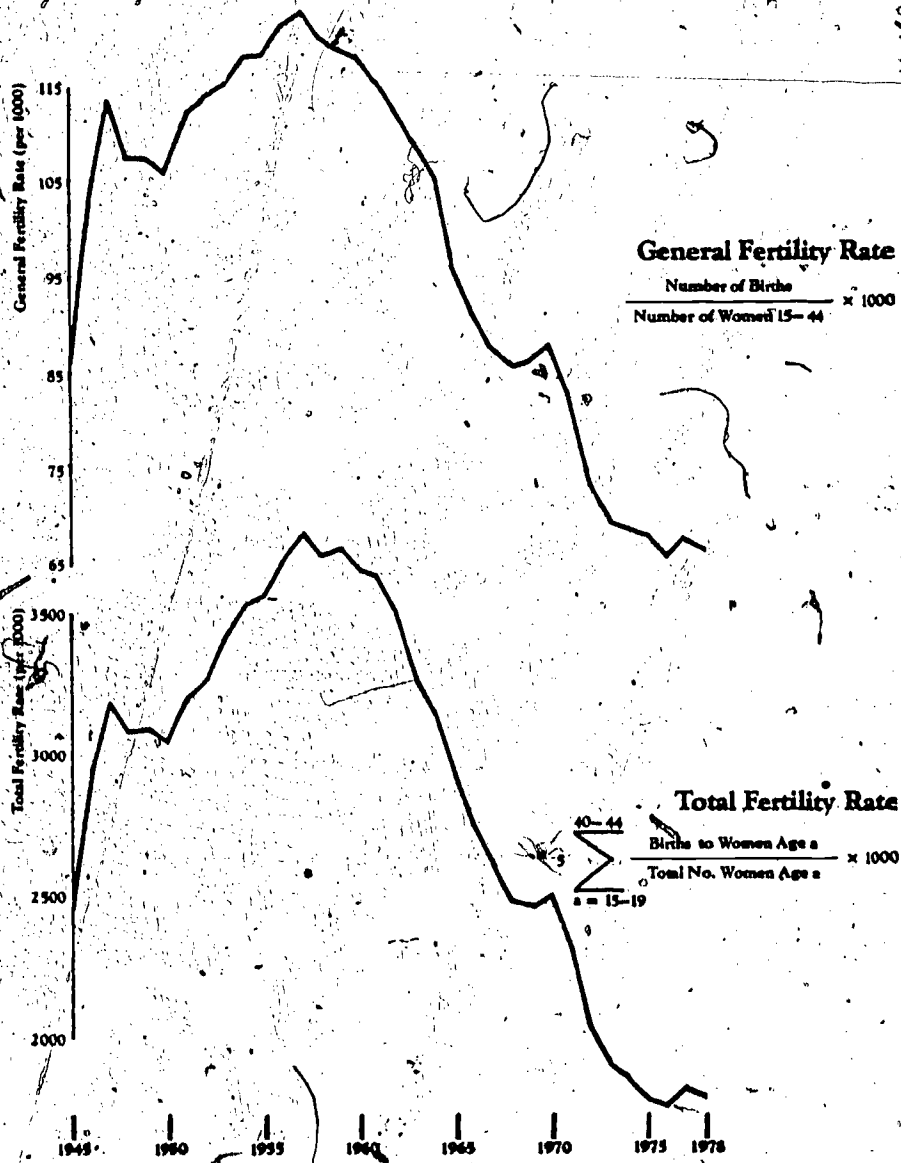 General Fertility Rate (per 1000)
115
105
95
85
75
65
General Fertility Rate
Number of Births
Number of Women 15-44
× 1000
Total Fertility Rate (per 1000)
3500
3000
2500
2000
Total Fertility Rate
40-44
5
a = 15-19
Births to Women Age a
Total No. Women Age a
× 1000
1945
1950
1955
1960
1965
1970
1975
1978